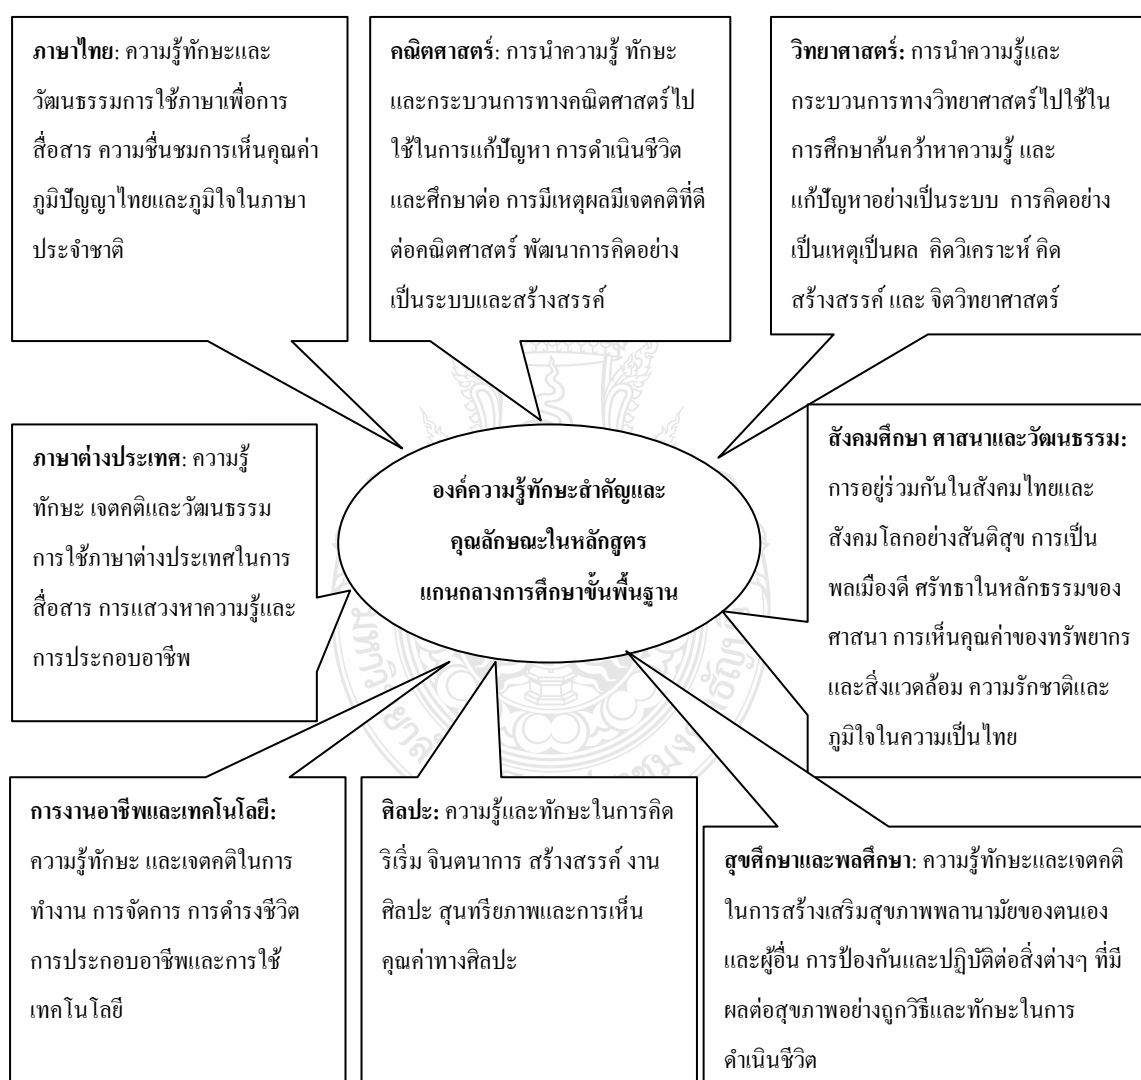 ภาษาไทย: ความรู้ทักษะและ
วัฒนธรรมการใช้ภาษาเพื่อการ
สื่อสาร ความชื่นชมการเห็นคุณค่า
ภูมิปัญญาไทยและภูมิใจในภาษา
ประจำชาติ
คณิตศาสตร์: การนำความรู้ ทักษะ
และกระบวนการทางคณิตศาสตร์ไป
ใช้ในการแก้ปัญหา การดำเนินชีวิต
และศึกษาต่อ การมีเหตุผลมีเจตคติที่ดี
ต่อคณิตศาสตร์ พัฒนาการคิดอย่าง
เป็นระบบและสร้างสรรค์
วิทยาศาสตร์: การนำความรู้และ
กระบวนการทางวิทยาศาสตร์ไปใช้ใน
การศึกษาค้นคว้าหาความรู้ และ
แก้ปัญหาอย่างเป็นระบบ การคิดอย่าง
เป็นเหตุเป็นผล คิดวิเคราะห์ คิด
สร้างสรรค์ และ จิตวิทยาศาสตร์
ภาษาต่างประเทศ: ความรู้
ทักษะ เจตคติและวัฒนธรรม
การใช้ภาษาต่างประเทศในการ
สื่อสาร การแสวงหาความรู้และ
การประกอบอาชีพ
องค์ความรู้ทักษะสำคัญและ
คุณลักษณะในหลักสูตร
แกนกลางการศึกษาขั้นพื้นฐาน
สังคมศึกษา ศาสนาและวัฒนธรรม:
การอยู่ร่วมกันในสังคมไทยและ
สังคมโลกอย่างสันติสุข การเป็น
พลเมืองดี ศรัทธาในหลักธรรมของ
ศาสนา การเห็นคุณค่าของทรัพยากร
และสิ่งแวดล้อม ความรักชาติและ
ภูมิใจในความเป็นไทย
การงานอาชีพและเทคโนโลยี:
ความรู้ทักษะ และเจตคติในการ
ทำงาน การจัดการ การดำรงชีวิต
การประกอบอาชีพและการใช้
เทคโนโลยี
ศิลปะ: ความรู้และทักษะในการคิด
ริเริ่ม จินตนาการ สร้างสรรค์ งาน
ศิลปะ สุนทรียภาพและการเห็น
คุณค่าทางศิลปะ
สุขศึกษาและพลศึกษา: ความรู้ทักษะและเจตคติ
ในการสร้างเสริมสุขภาพพลานามัยของตนเอง
และผู้อื่น การป้องกันและปฏิบัติต่อสิ่งต่างๆ ที่มี
ผลต่อสุขภาพอย่างถูกวิธีและทักษะในการ
ดำเนินชีวิต